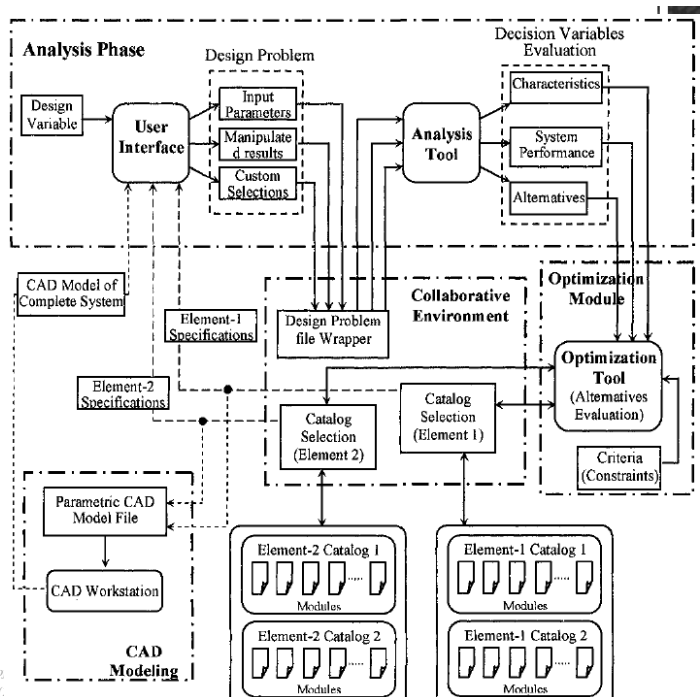 Analysis Phase
Design Problem
Decision Variables
Evaluation
Design
Variable
User
Interface
Input
Parameters
Manipulate
d results
Custom
Selections
Analysis
Tool
Characteristics
System
Performance
Alternatives
CAD Model of
Complete System
Element-1
Specifications
Element-2
Specifications
Collaborative
Environment
Design Problem
file Wrapper
Catalog
Selection
(Element 2)
Catalog
Selection
(Element 1)
Optimization
Module
Optimization
Tool
(Alternatives
Evaluation)
Criteria
(Constraints)
Parametric CAD
Model File
CAD Workstation
CAD
Modeling
Element-2 Catalog 1
.....
Modules
Element-2 Catalog 2
.....
Modules
Element-1 Catalog 1
.....
Modules
Element-1 Catalog 2
.....
Modules